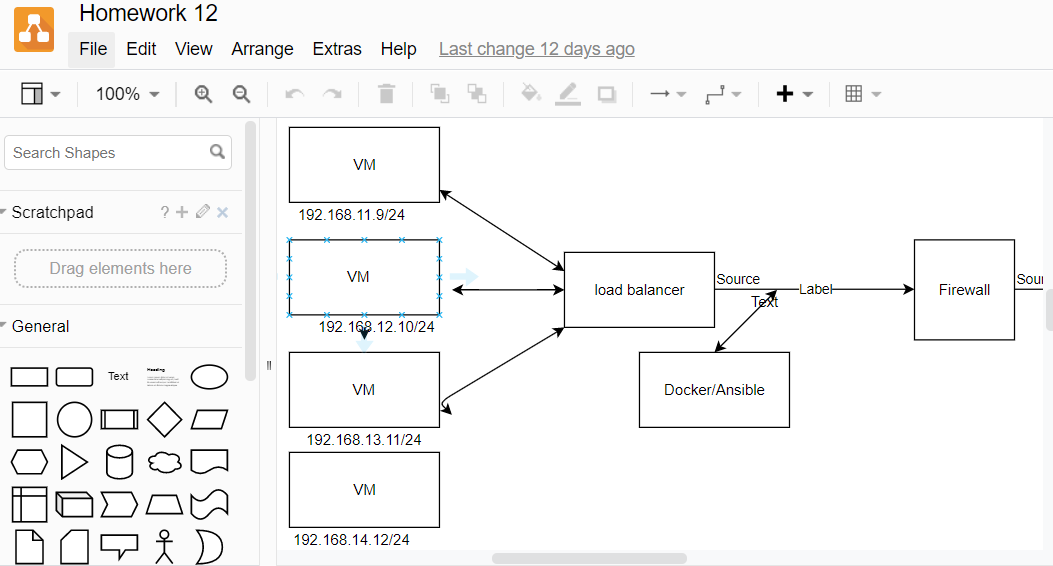 Homework 12
File Edit View Arrange Extras Help Last change 12 days ago
100%
Search Shapes
Scratchpad ?
Drag elements here
General
Text
Heading
VM
192.168.11.9/24
VM
192.168.12.10/24
VM
192.168.13.11/24
VM
192.168.14.12/24
load balancer
Source
Label
Text
Docker/Ansible
Firewall
Sour